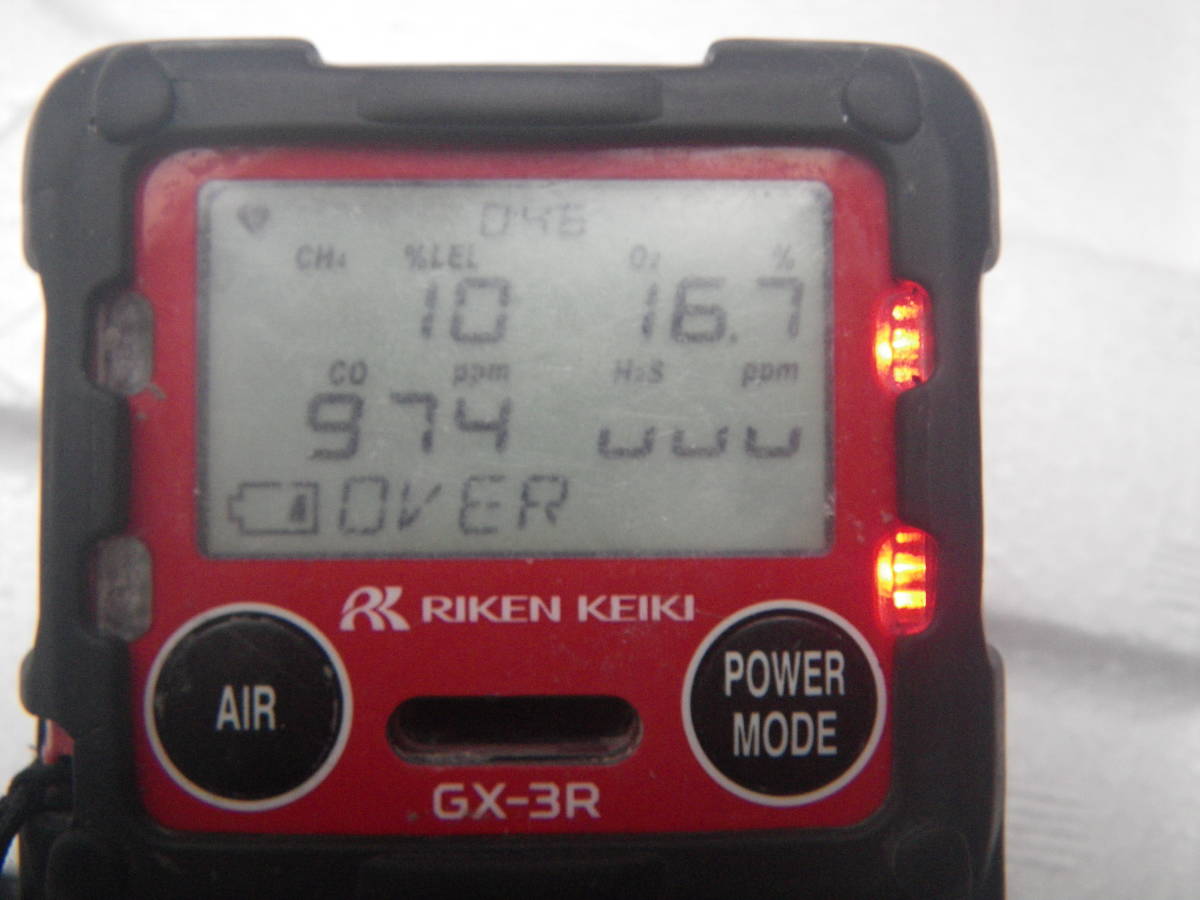 046
CH₄ %LEL O₂ %
10 16.7
CO ppm H₂S ppm
974
OVER
RIKEN KEIKI
AIR
POWER
MODE
GX-3R